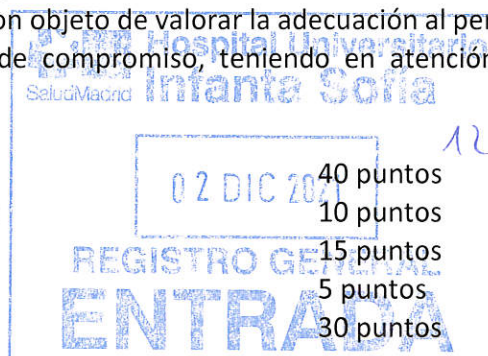 on objeto de valorar la adecuación al per
de compromiso, teniendo en atención
SaludMadrid
Hospital Universitario
Infanta Sofía
12
02 DIC 2021
40 puntos
10 puntos
15 puntos
REGISTRO GENERAL
5 puntos
ENTRADA
30 puntos